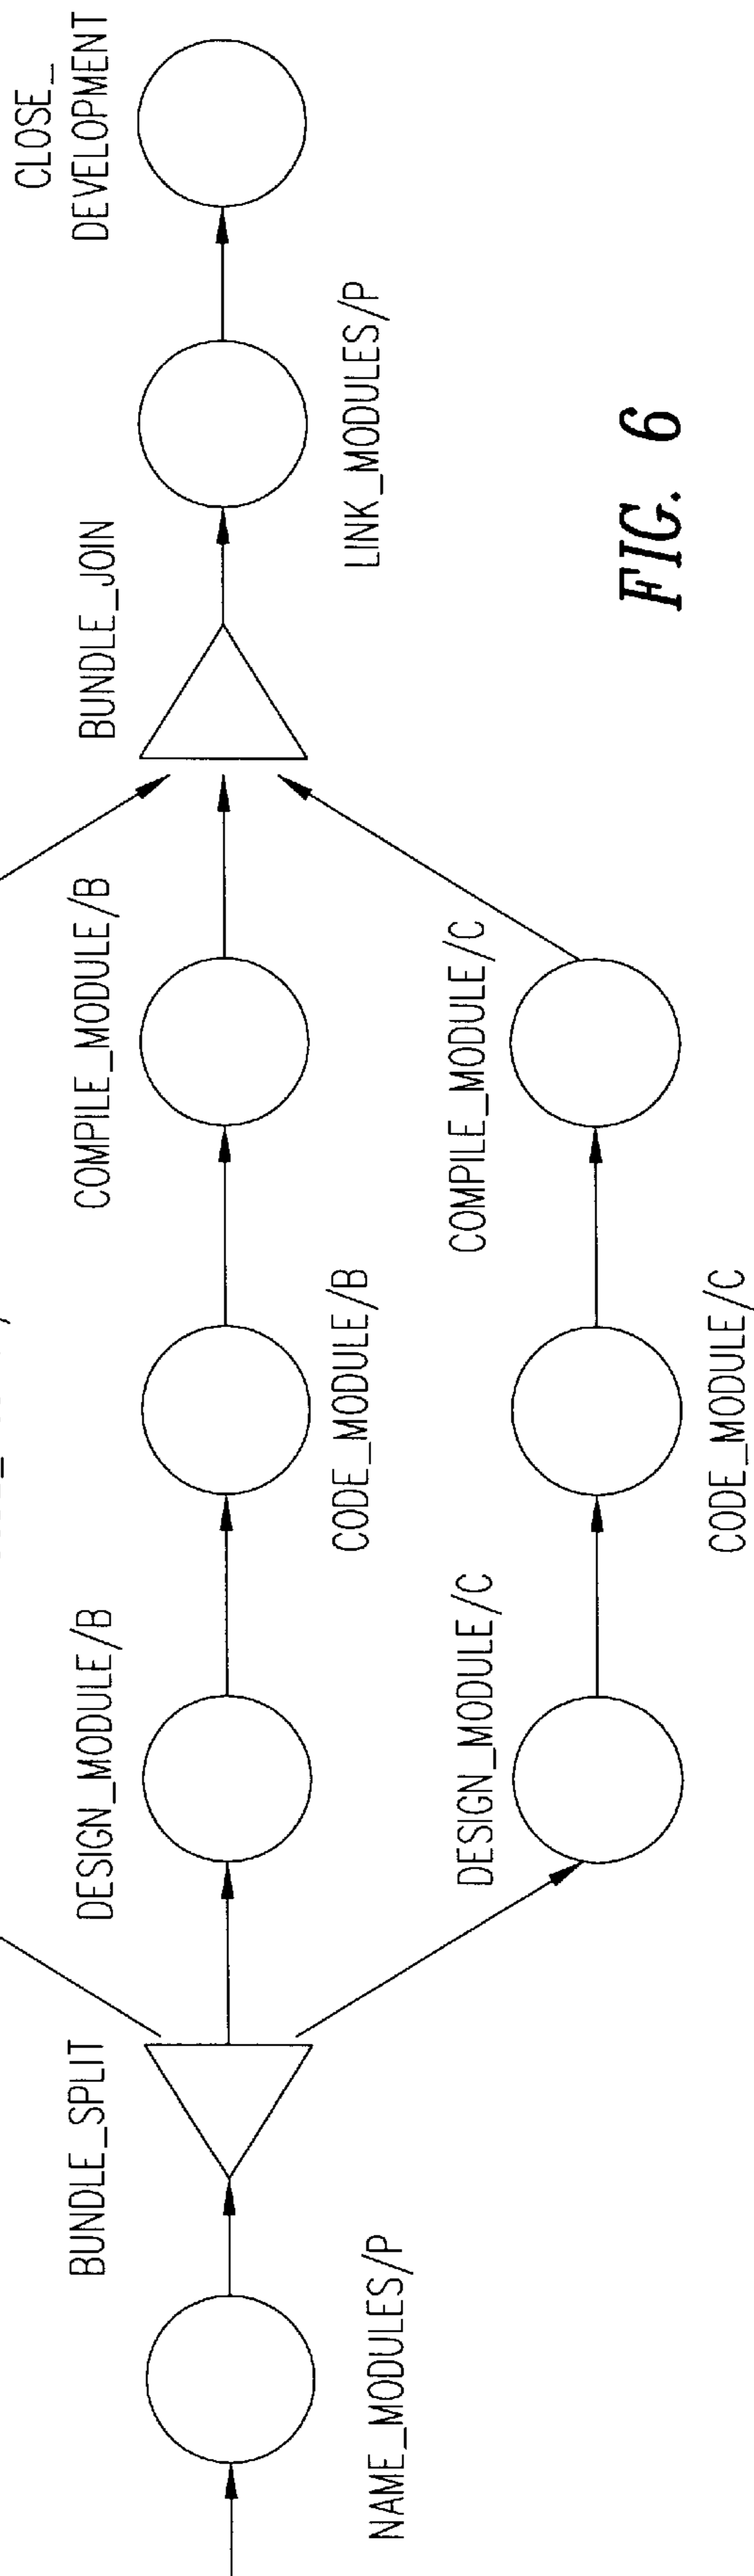 CLOSE_
DEVELOPMENT
LINK_MODULES/P
BUNDLE_JOIN
COMPILE_MODULE/B
COMPILE_MODULE/C
CODE_MODULE/B
CODE_MODULE/C
DESIGN_MODULE/B
DESIGN_MODULE/C
BUNDLE_SPLIT
NAME_MODULES/P
FIG. 6